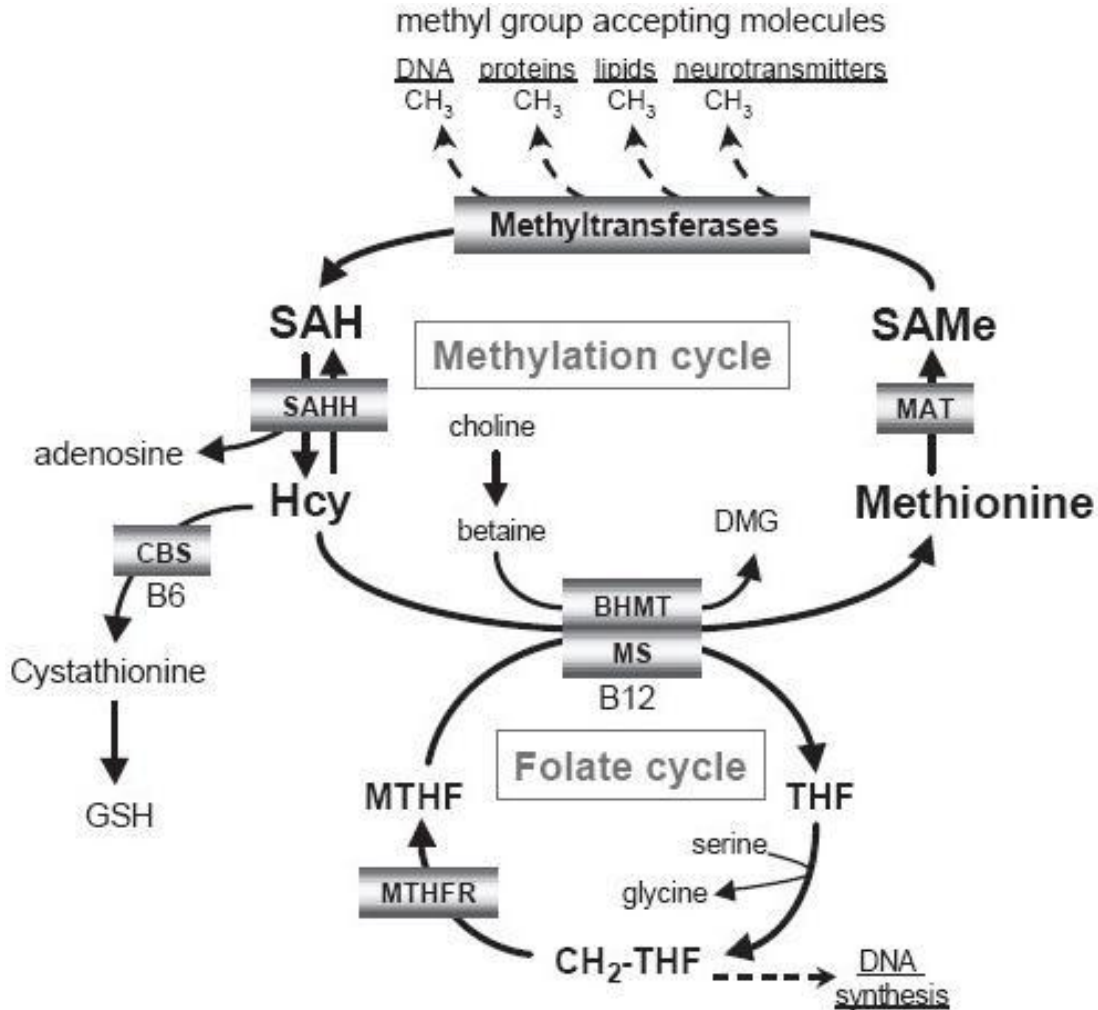 methyl group accepting molecules
DNA proteins lipids neurotransmitters
CH₃ CH₃ CH₃ CH₃
Methyltransferases
SAH
SAMe
Methylation cycle
SAHH
MAT
adenosine
choline
Hcy
Methionine
betaine
DMG
CBS
B6
BHMT
MS
B12
Cystathionine
Folate cycle
MTHF
THF
GSH
serine
glycine
MTHFR
CH₂-THF
DNA
synthesis